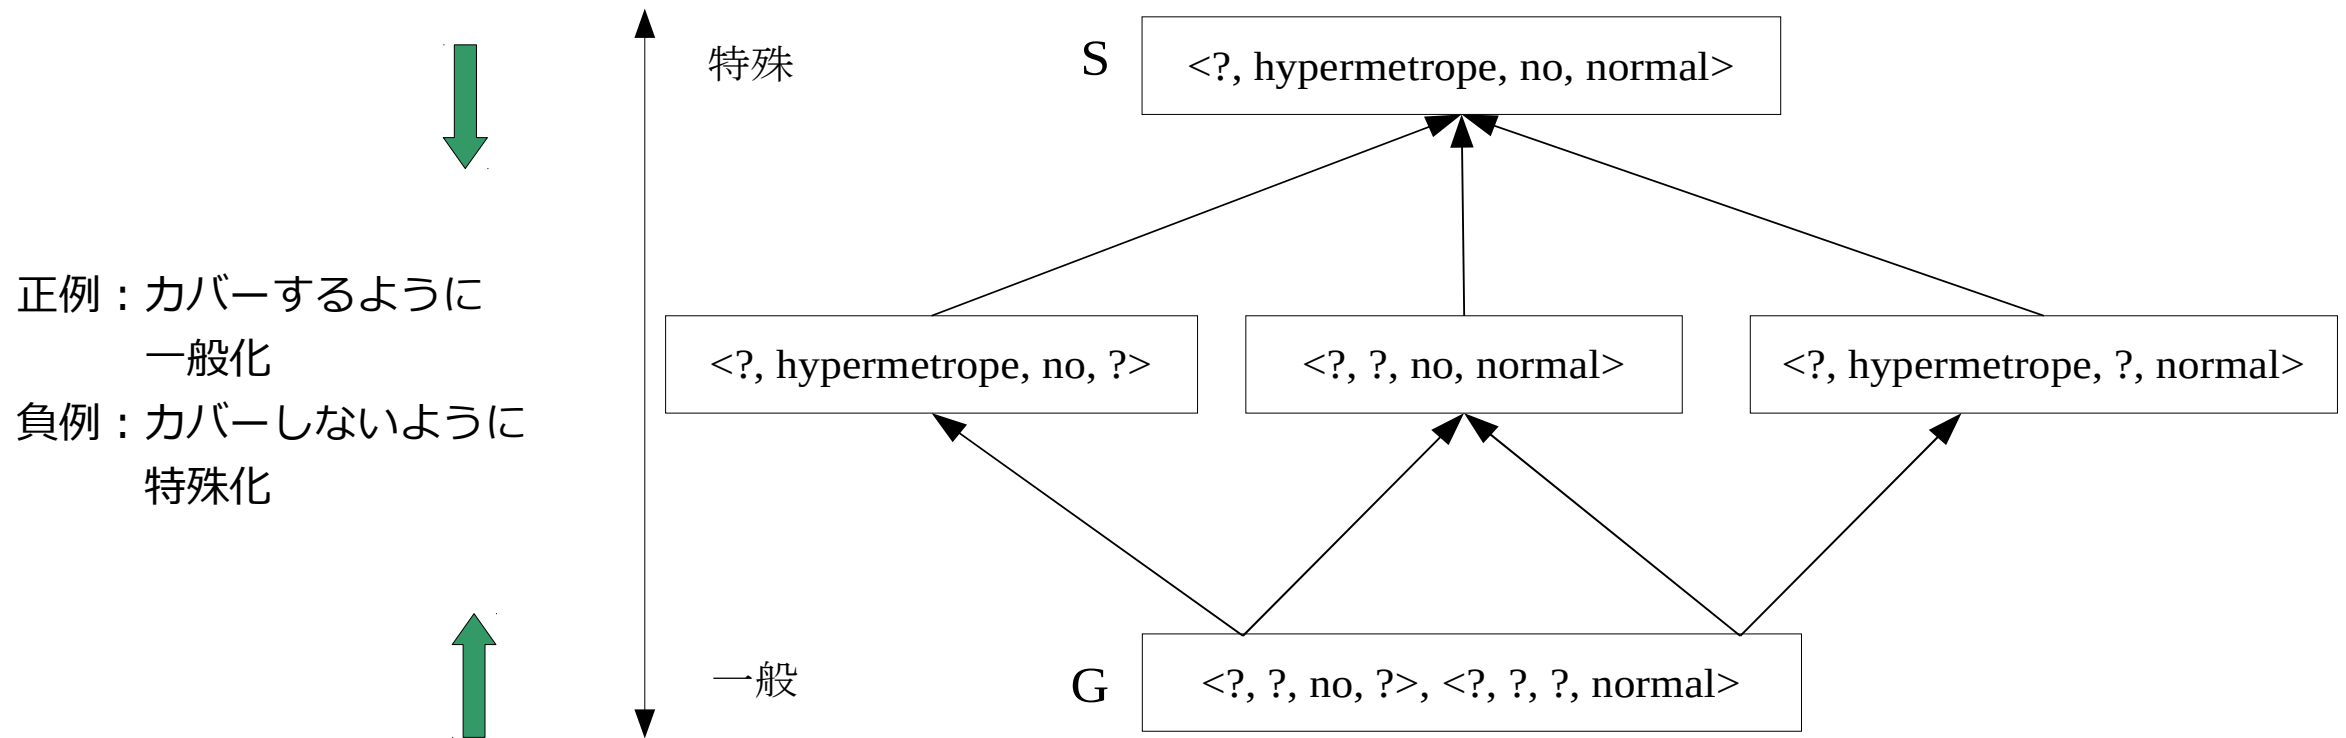 特殊
S
<?, hypermetrope, no, normal>
正例：カバーするように
一般化
負例：カバーしないように
特殊化
<?, hypermetrope, no, ?>
<?, ?, no, normal>
<?, hypermetrope, ?, normal>
一般
G
<?, ?, no, ?>, <?, ?, ?, normal>